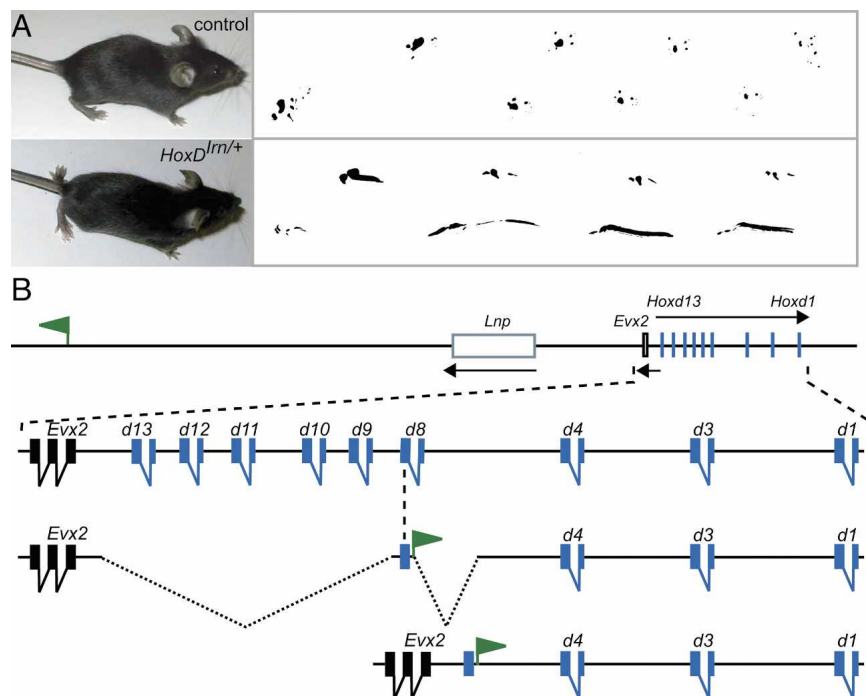 A
control
HoxD^Irn/+
B
Hoxd13 Hoxd1
Lnp Evx2
Evx2 d13 d12 d11 d10 d9 d8 d4 d3 d1
Evx2 d4 d3 d1
Evx2 d4 d3 d1